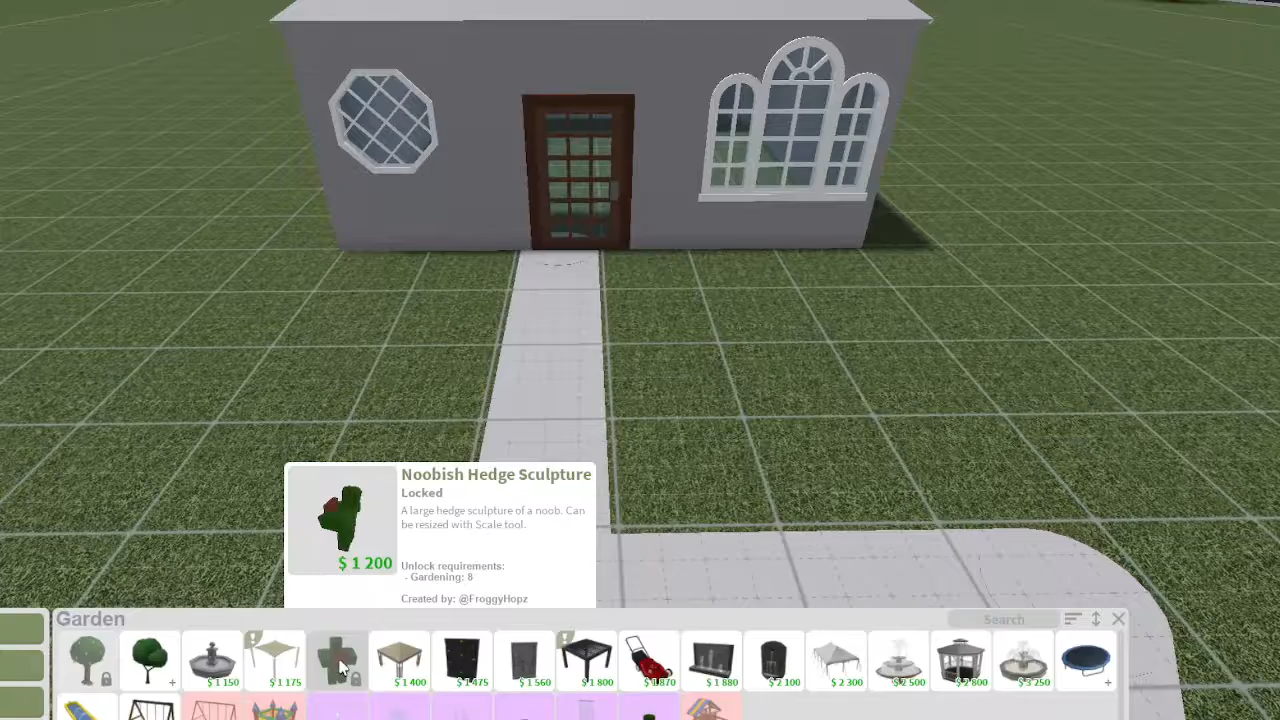 Noobish Hedge Sculpture
Locked
A large hedge sculpture of a noob. Can
be resized with Scale tool.
$ 1 200
Unlock requirements:
- Gardening: 8
Created by: @FroggyHopz
Garden
Search
$ 1 150
$ 1 175
$ 1 400
$ 1 475
$ 1 560
$ 1 800
$ 1 870
$ 1 880
$ 2 100
$ 2 300
$ 2 500
$ 2 800
$ 3 250